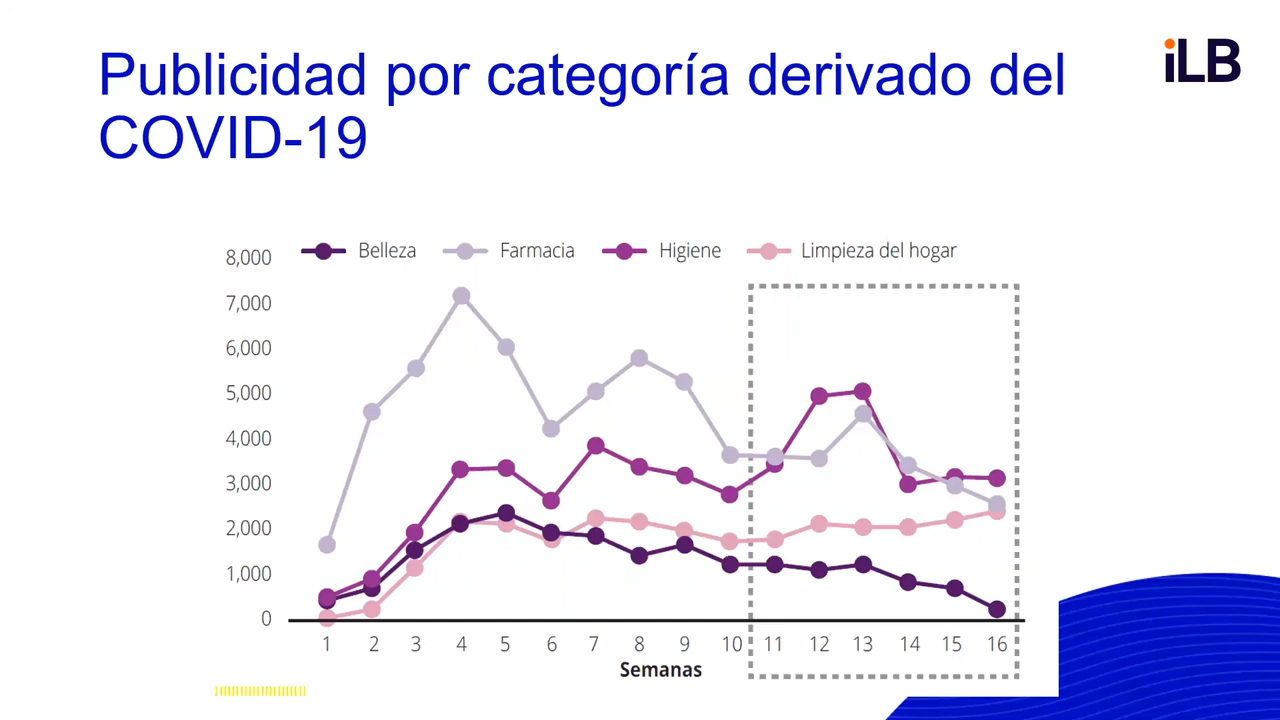 Publicidad por categoría derivado del
COVID-19
iLB
Belleza
Farmacia
Higiene
Limpieza del hogar
8,000
7,000
6,000
5,000
4,000
3,000
2,000
1,000
0
1 2 3 4 5 6 7 8 9 10 11 12 13 14 15 16
Semanas